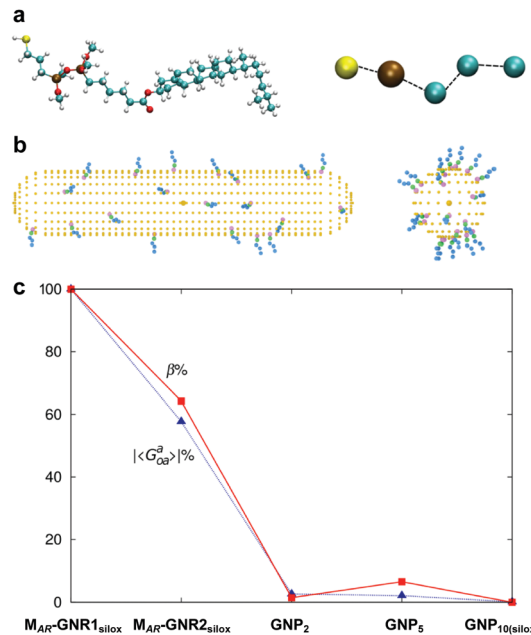 a
b
c
100
80
60
40
20
0
β%
|<G^a_oa>|%
M_AR-GNR1_silox
M_AR-GNR2_silox
GNP_2
GNP_5
GNP_10(silox